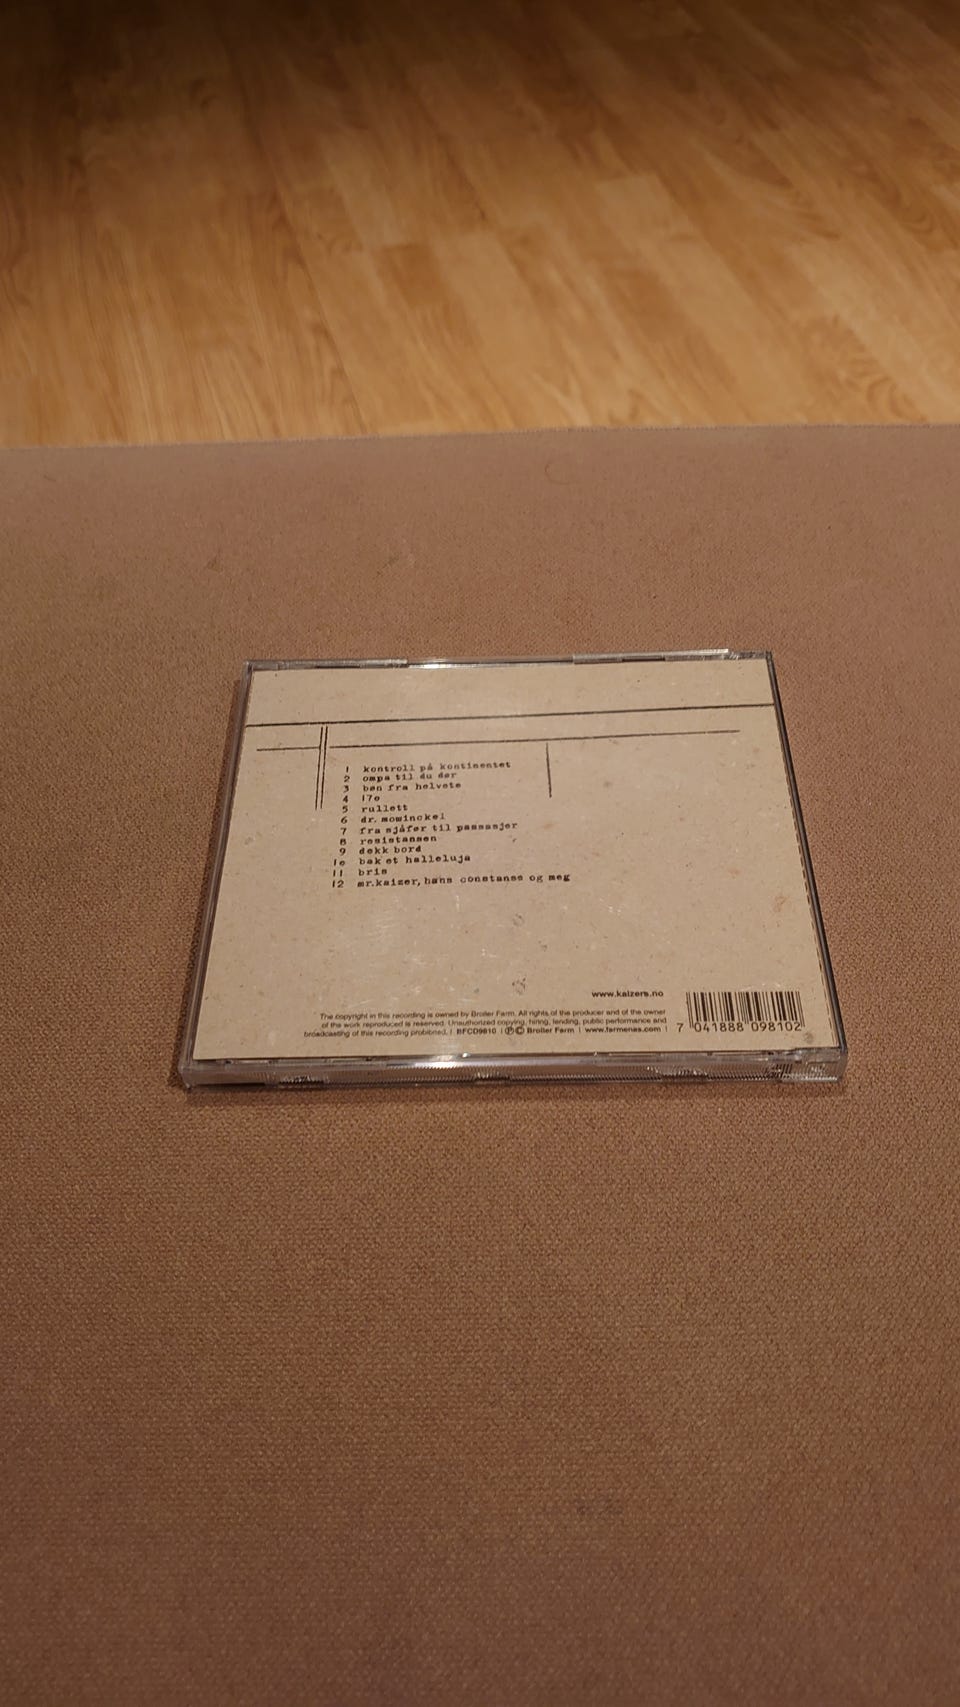 1 kontroll på kontinentet
2 ompa til du dør
3 bøn fra helvete
4 170
5 rullett
6 dr. mowinckel
7 fra sjåfør til passasjer
8 resistansen
9 dekk bord
10 bak et halleluja
11 bris
12 mr.kaizer, hans constanse og meg
www.kaizers.no
The copyright in this recording is owned by Broiler Farm. All rights of the producer and of the owner
of the work reproduced is reserved. Unauthorized copying, hiring, lending, public performance and
broadcasting of this recording prohibited. | BFCD9810 | ℗© Broiler Farm | www.farmenas.com |
7 041888 098102